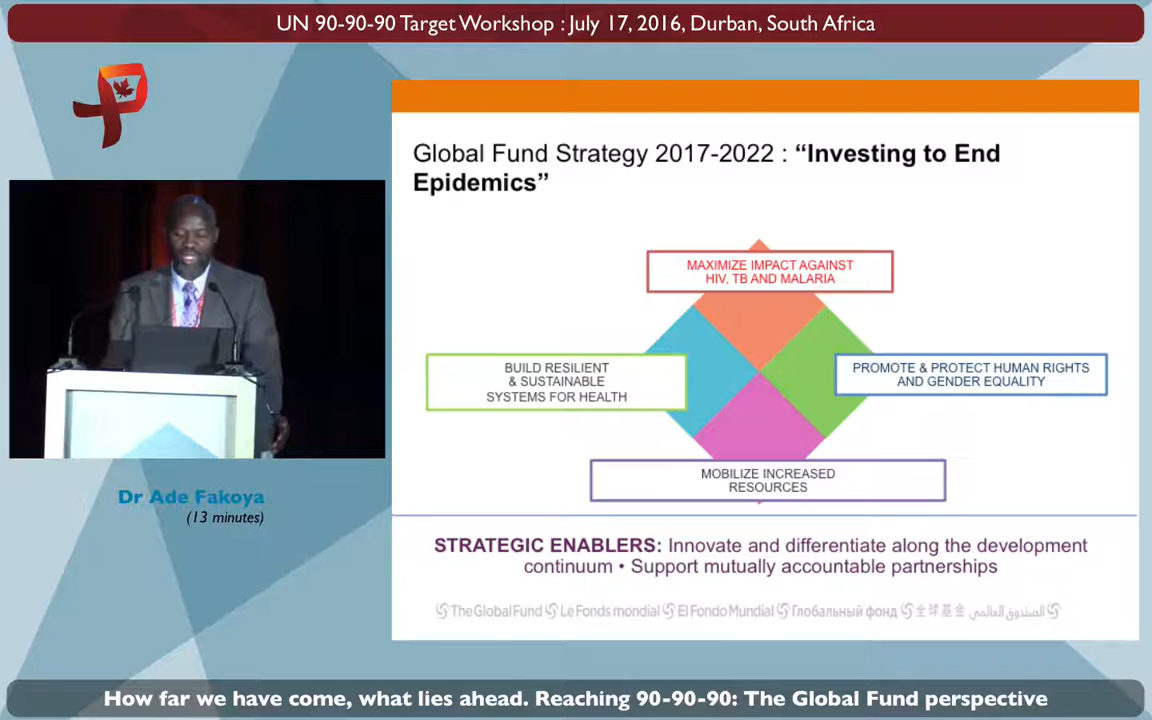 UN 90-90-90 Target Workshop : July 17, 2016, Durban, South Africa
Global Fund Strategy 2017-2022 : “Investing to End
Epidemics”
MAXIMIZE IMPACT AGAINST
HIV, TB AND MALARIA
BUILD RESILIENT
& SUSTAINABLE
SYSTEMS FOR HEALTH
PROMOTE & PROTECT HUMAN RIGHTS
AND GENDER EQUALITY
MOBILIZE INCREASED
RESOURCES
Dr Ade Fakoya
(13 minutes)
STRATEGIC ENABLERS: Innovate and differentiate along the development
continuum • Support mutually accountable partnerships
The Global Fund Le Fonds mondial El Fondo Mundial Глобальный фонд 全球基金 الصندوق العالمي
How far we have come, what lies ahead. Reaching 90-90-90: The Global Fund perspective